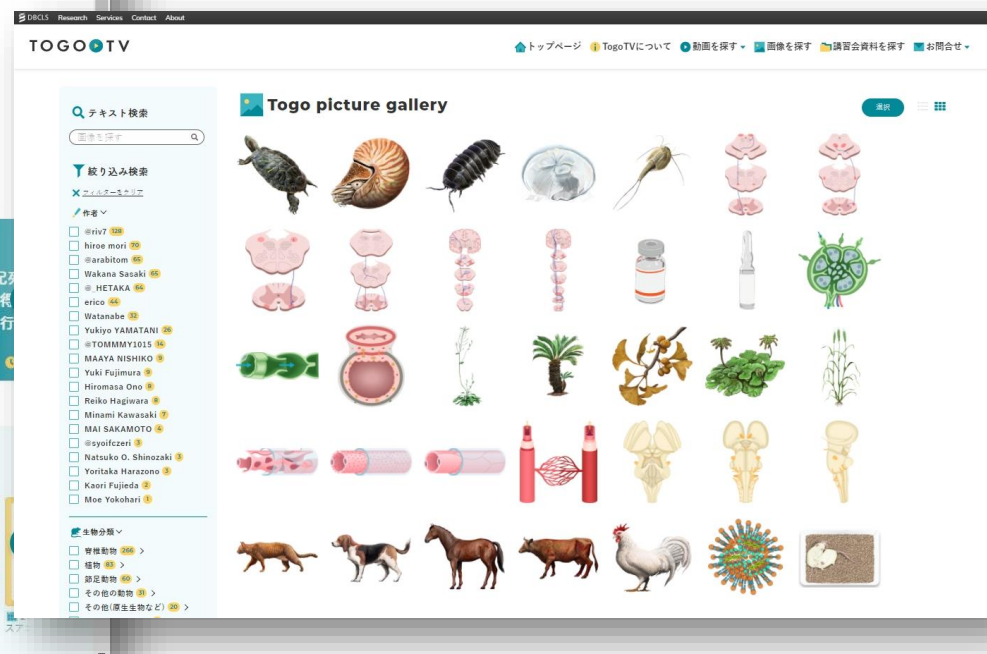 DBCLS Research Services Contact About
TOGOTV
トップページ TogoTVについて 動画を探す 画像を探す 講習会資料を探す お問合せ
テキスト検索
画像を探す
絞り込み検索
フィルターをクリア
作者
@riv7 128
hiroe mori 70
@arabitom 65
Wakana Sasaki 65
@_HETAKA 64
erico 44
Watanabe 32
Yukiyo YAMATANI 26
@TOMMMY1015 14
MAAYA NISHIKO 9
Yuki Fujimura 9
Hiromasa Ono 8
Reiko Hagiwara 8
Minami Kawasaki 7
MAI SAKAMOTO 4
@syoifczeri 3
Natsuko O. Shinozaki 3
Yoritaka Harazono 3
Kaori Fujieda 2
Moe Yokohari 1
生物分類
脊椎動物 266
植物 83
節足動物 60
その他の動物 31
その他(原生生物など) 20
Togo picture gallery
選択
行
スア